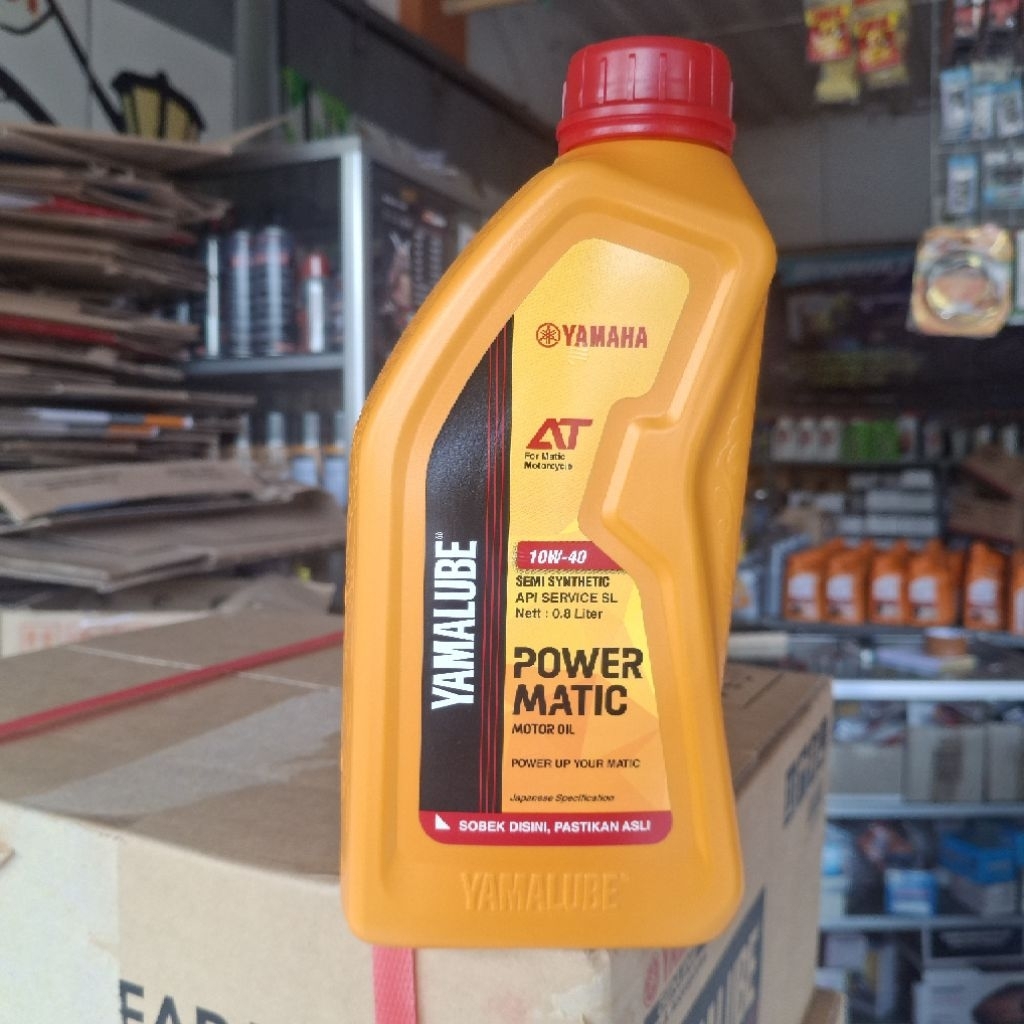 YAMAHA
AT
For Matic
Motorcycle
YAMALUBE
10W-40
SEMI SYNTHETIC
API SERVICE SL
Nett : 0.8 Liter
POWER
MATIC
MOTOR OIL
POWER UP YOUR MATIC
Japanese Specification
SOBEK DISINI, PASTIKAN ASLI
YAMALUBE